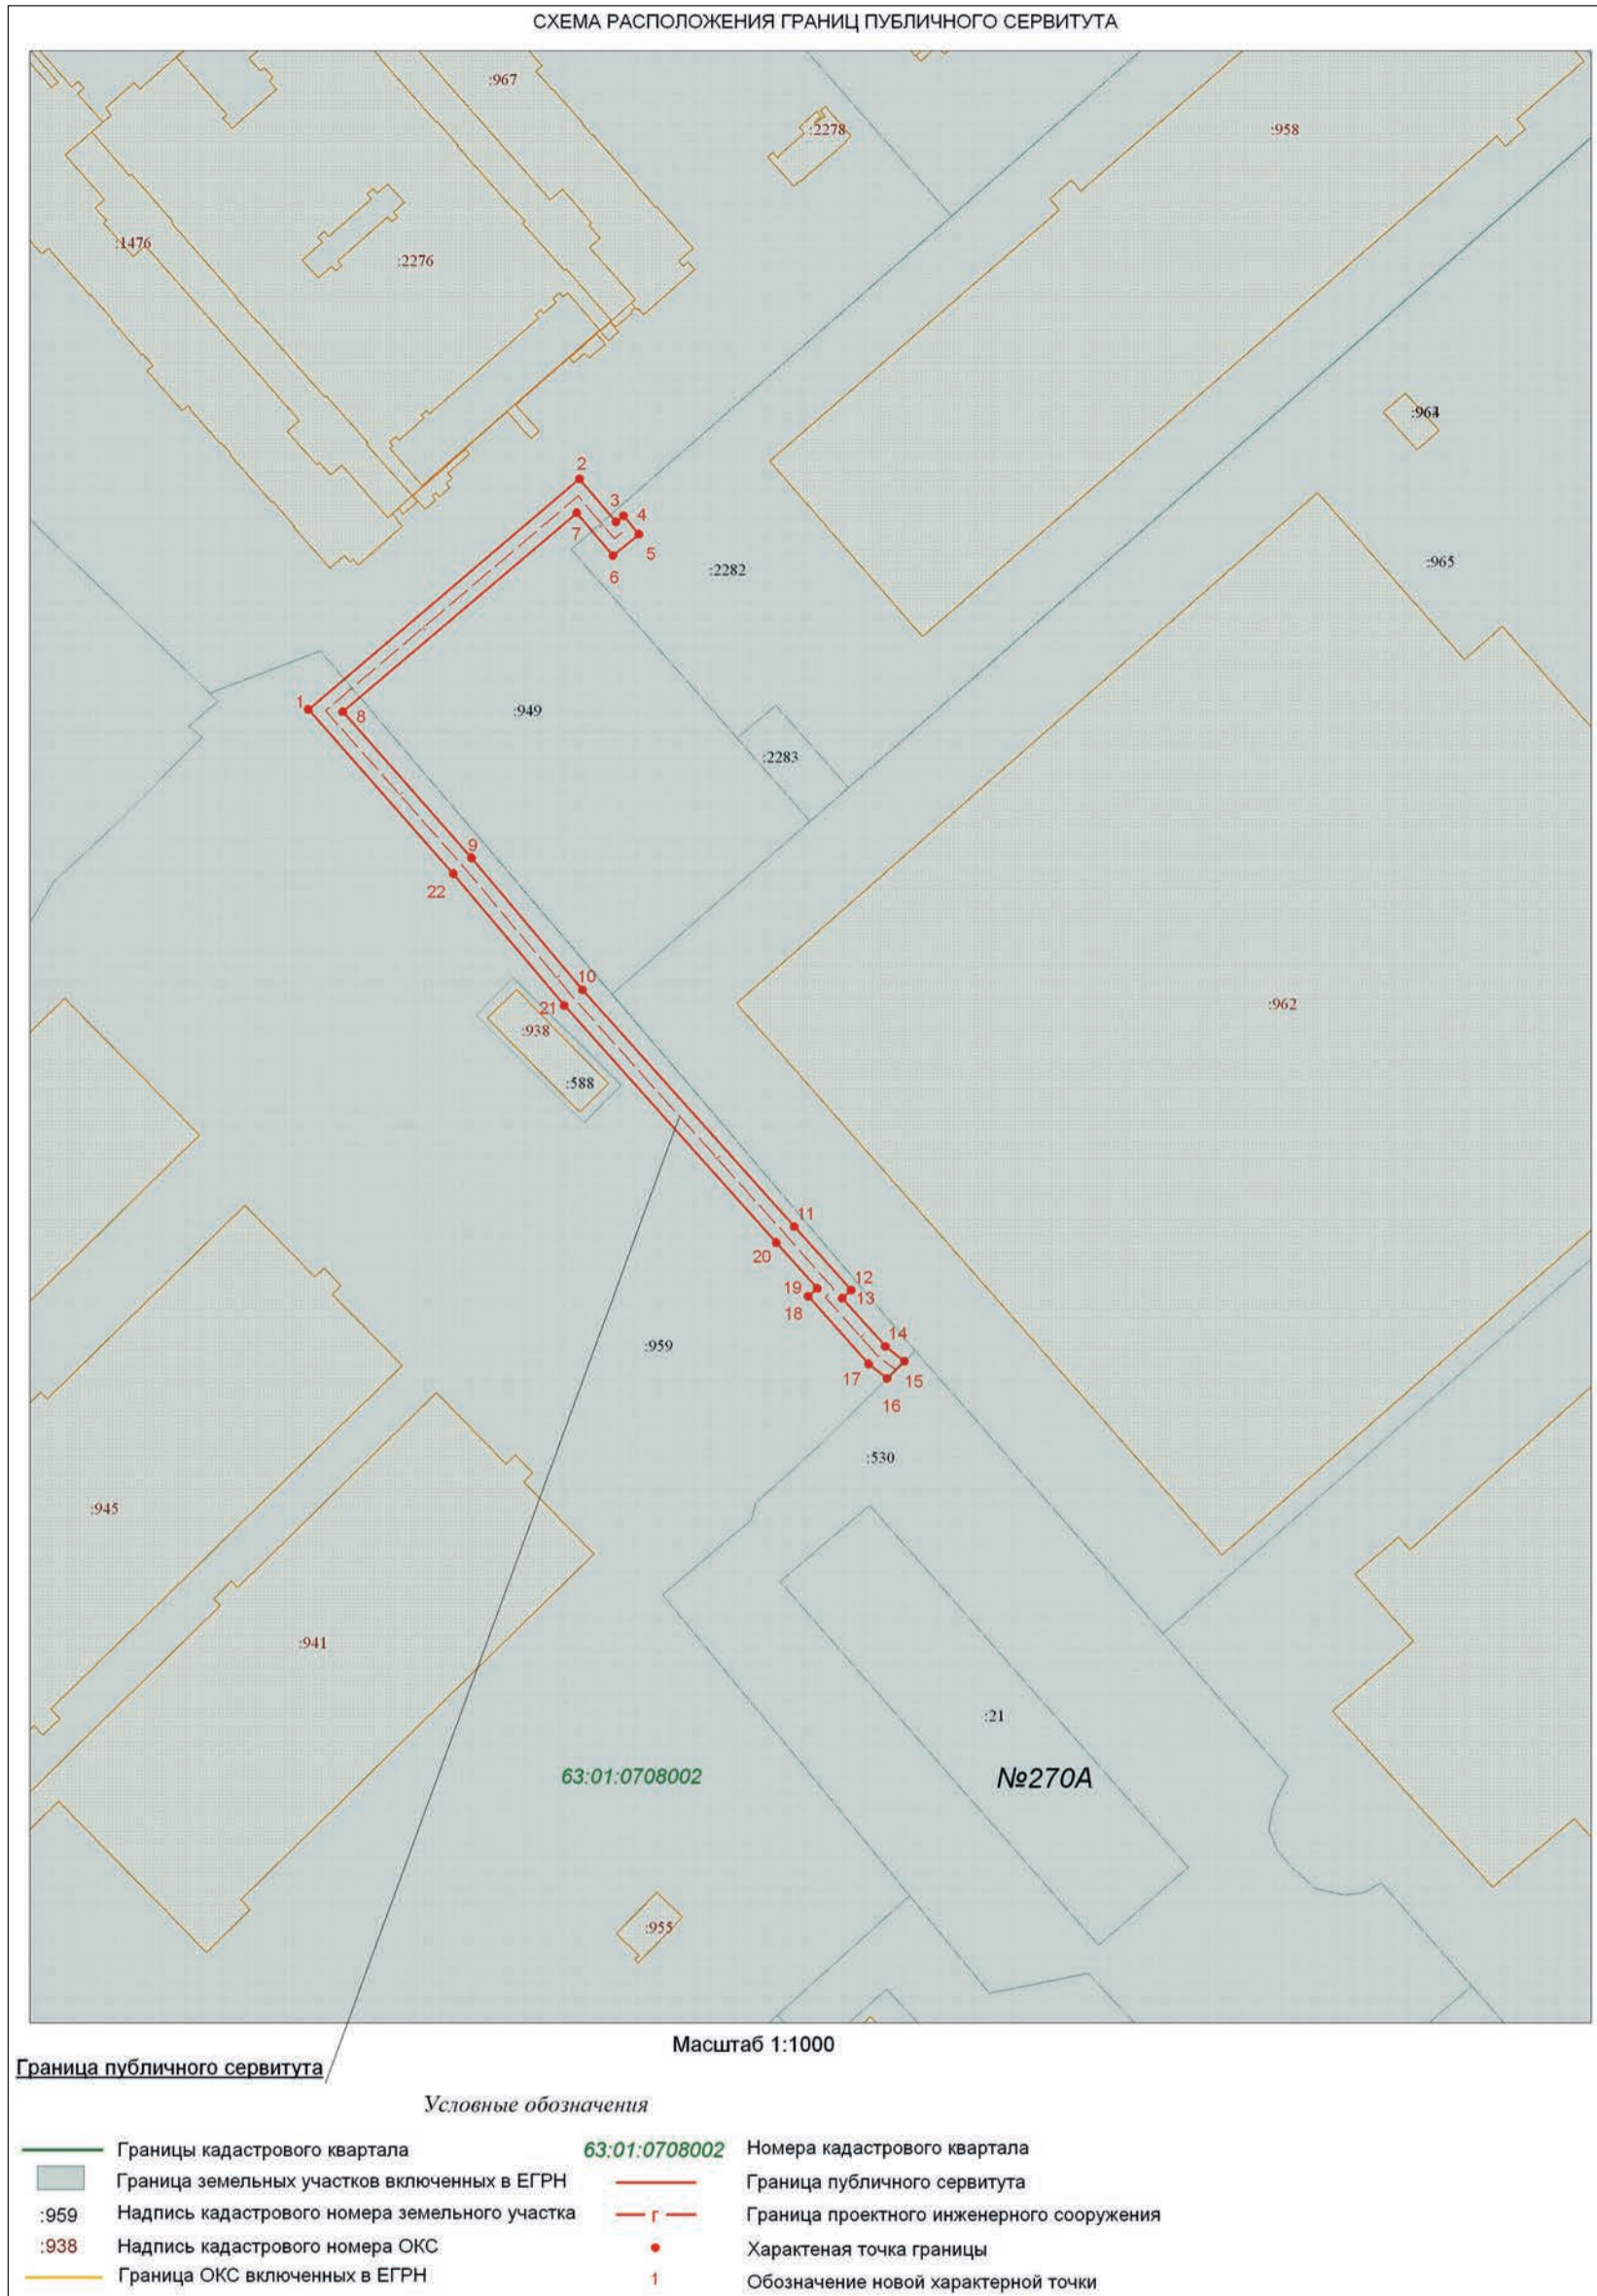 СХЕМА РАСПОЛОЖЕНИЯ ГРАНИЦ ПУБЛИЧНОГО СЕРВИТУТА
:967
:2278
:958
:1476
:2276
:2282
:965
2
3
4
7
5
6
1
8
:949
:2283
9
22
10
21
:938
:588
:962
11
20
12
19
13
18
14
:959
17
15
16
:530
:945
:941
:21
63:01:0708002
№270А
:955
Масштаб 1:1000
Граница публичного сервитута
Условные обозначения
Границы кадастрового квартала
63:01:0708002
Номера кадастрового квартала
Граница земельных участков включенных в ЕГРН
Граница публичного сервитута
:959
Надпись кадастрового номера земельного участка
г
Граница проектного инженерного сооружения
:938
Надпись кадастрового номера ОКС
Характеная точка границы
Граница ОКС включенных в ЕГРН
1
Обозначение новой характерной точки